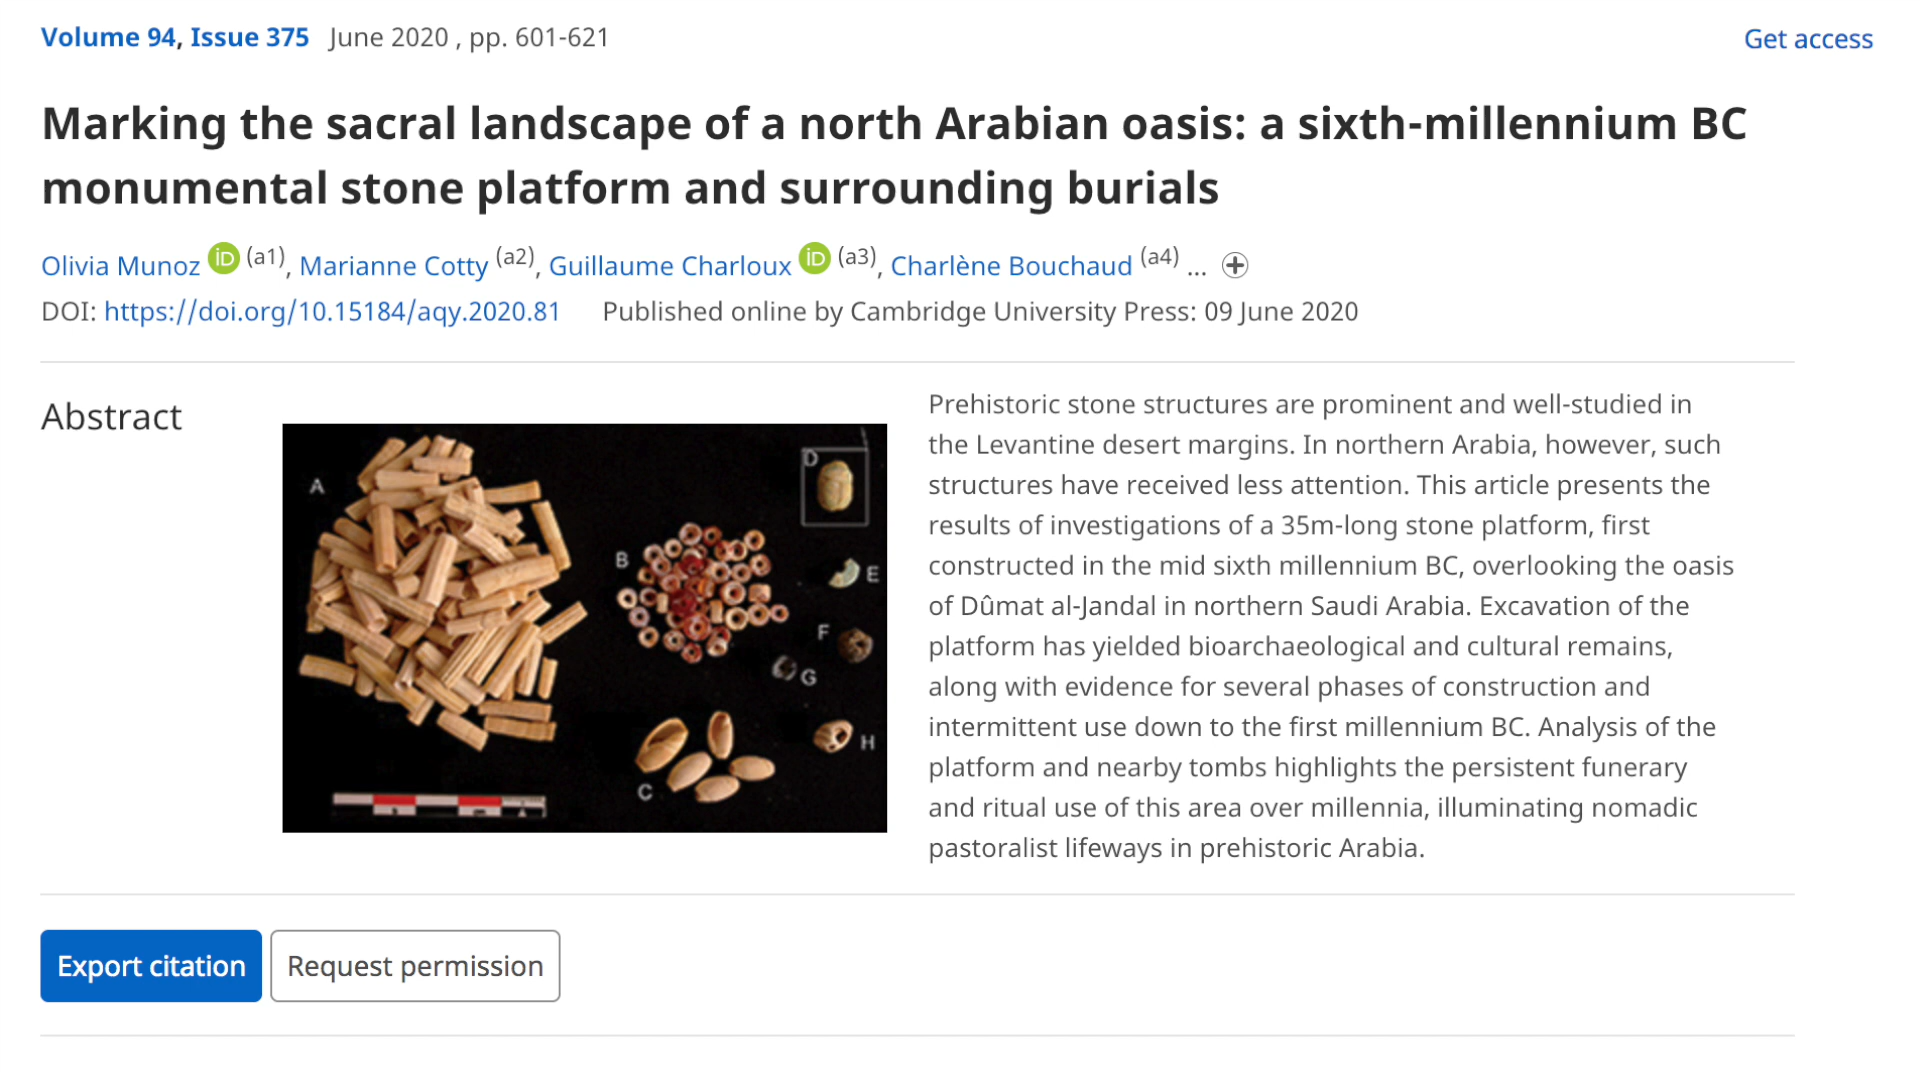 Volume 94, Issue 375 June 2020 , pp. 601-621
Get access
Marking the sacral landscape of a north Arabian oasis: a sixth-millennium BC
monumental stone platform and surrounding burials
Olivia Munoz iD (a1), Marianne Cotty (a2), Guillaume Charloux iD (a3), Charlène Bouchaud (a4) ...
DOI: https://doi.org/10.15184/aqy.2020.81 Published online by Cambridge University Press: 09 June 2020
Abstract
A
B
C
D
E
F
G
H
Prehistoric stone structures are prominent and well-studied in
the Levantine desert margins. In northern Arabia, however, such
structures have received less attention. This article presents the
results of investigations of a 35m-long stone platform, first
constructed in the mid sixth millennium BC, overlooking the oasis
of Dûmat al-Jandal in northern Saudi Arabia. Excavation of the
platform has yielded bioarchaeological and cultural remains,
along with evidence for several phases of construction and
intermittent use down to the first millennium BC. Analysis of the
platform and nearby tombs highlights the persistent funerary
and ritual use of this area over millennia, illuminating nomadic
pastoralist lifeways in prehistoric Arabia.
Export citation
Request permission